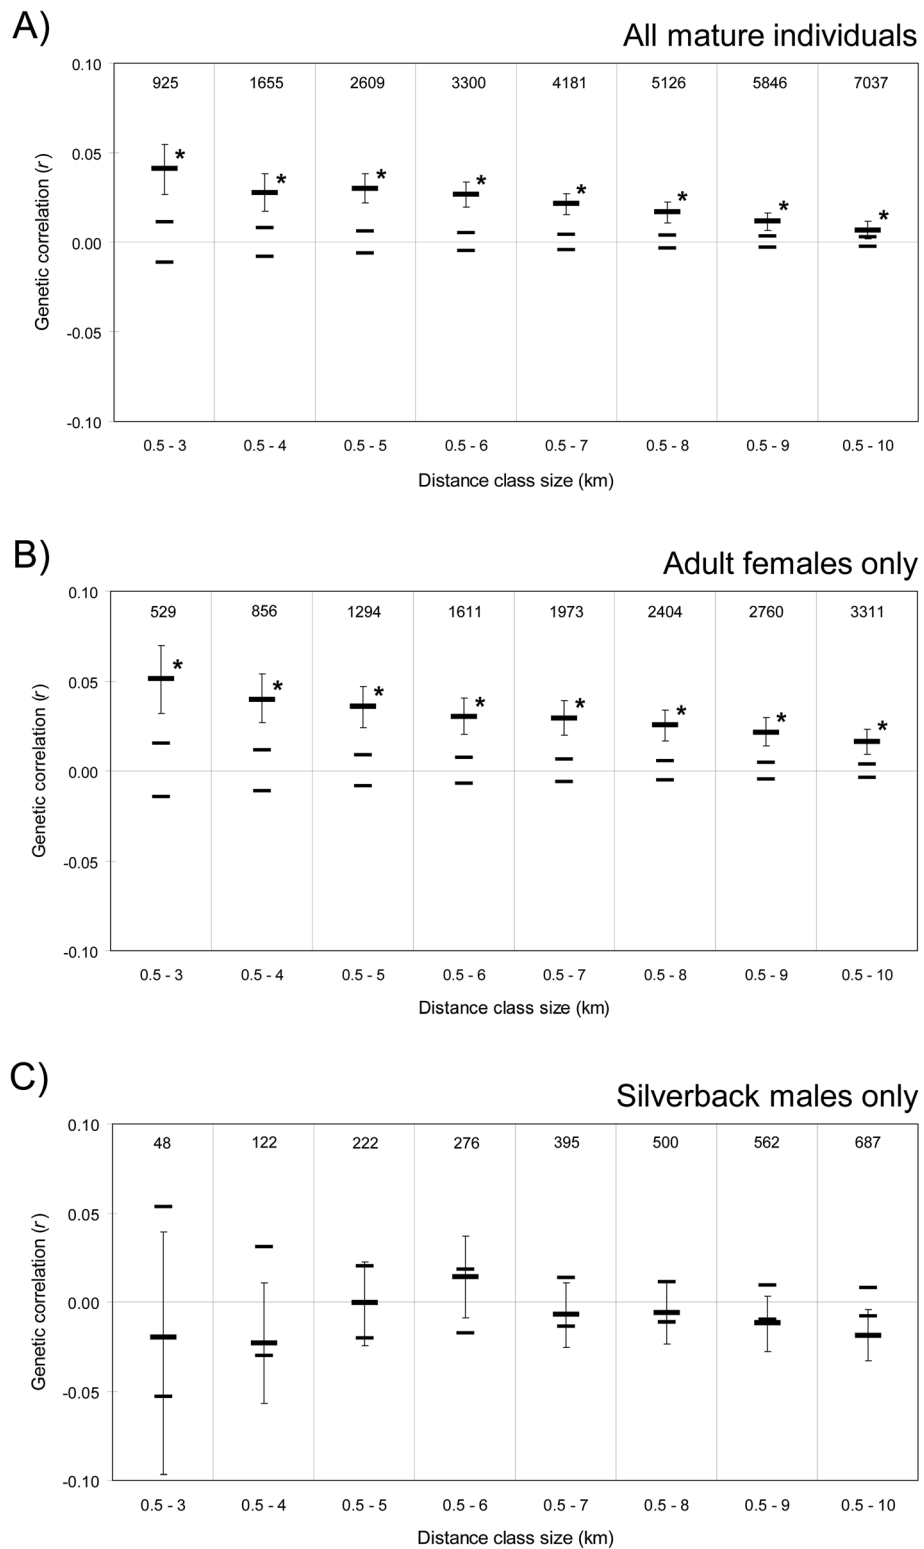 A)
All mature individuals
0.10
925 1655 2609 3300 4181 5126 5846 7037
0.05
* * * * * * * *
0.00
-0.05
-0.10
Genetic correlation (r)
0.5 - 3 0.5 - 4 0.5 - 5 0.5 - 6 0.5 - 7 0.5 - 8 0.5 - 9 0.5 - 10
Distance class size (km)
B)
Adult females only
0.10
529 856 1294 1611 1973 2404 2760 3311
0.05
* * * * * * * *
0.00
-0.05
-0.10
Genetic correlation (r)
0.5 - 3 0.5 - 4 0.5 - 5 0.5 - 6 0.5 - 7 0.5 - 8 0.5 - 9 0.5 - 10
Distance class size (km)
C)
Silverback males only
0.10
48 122 222 276 395 500 562 687
0.05
0.00
-0.05
-0.10
Genetic correlation (r)
0.5 - 3 0.5 - 4 0.5 - 5 0.5 - 6 0.5 - 7 0.5 - 8 0.5 - 9 0.5 - 10
Distance class size (km)